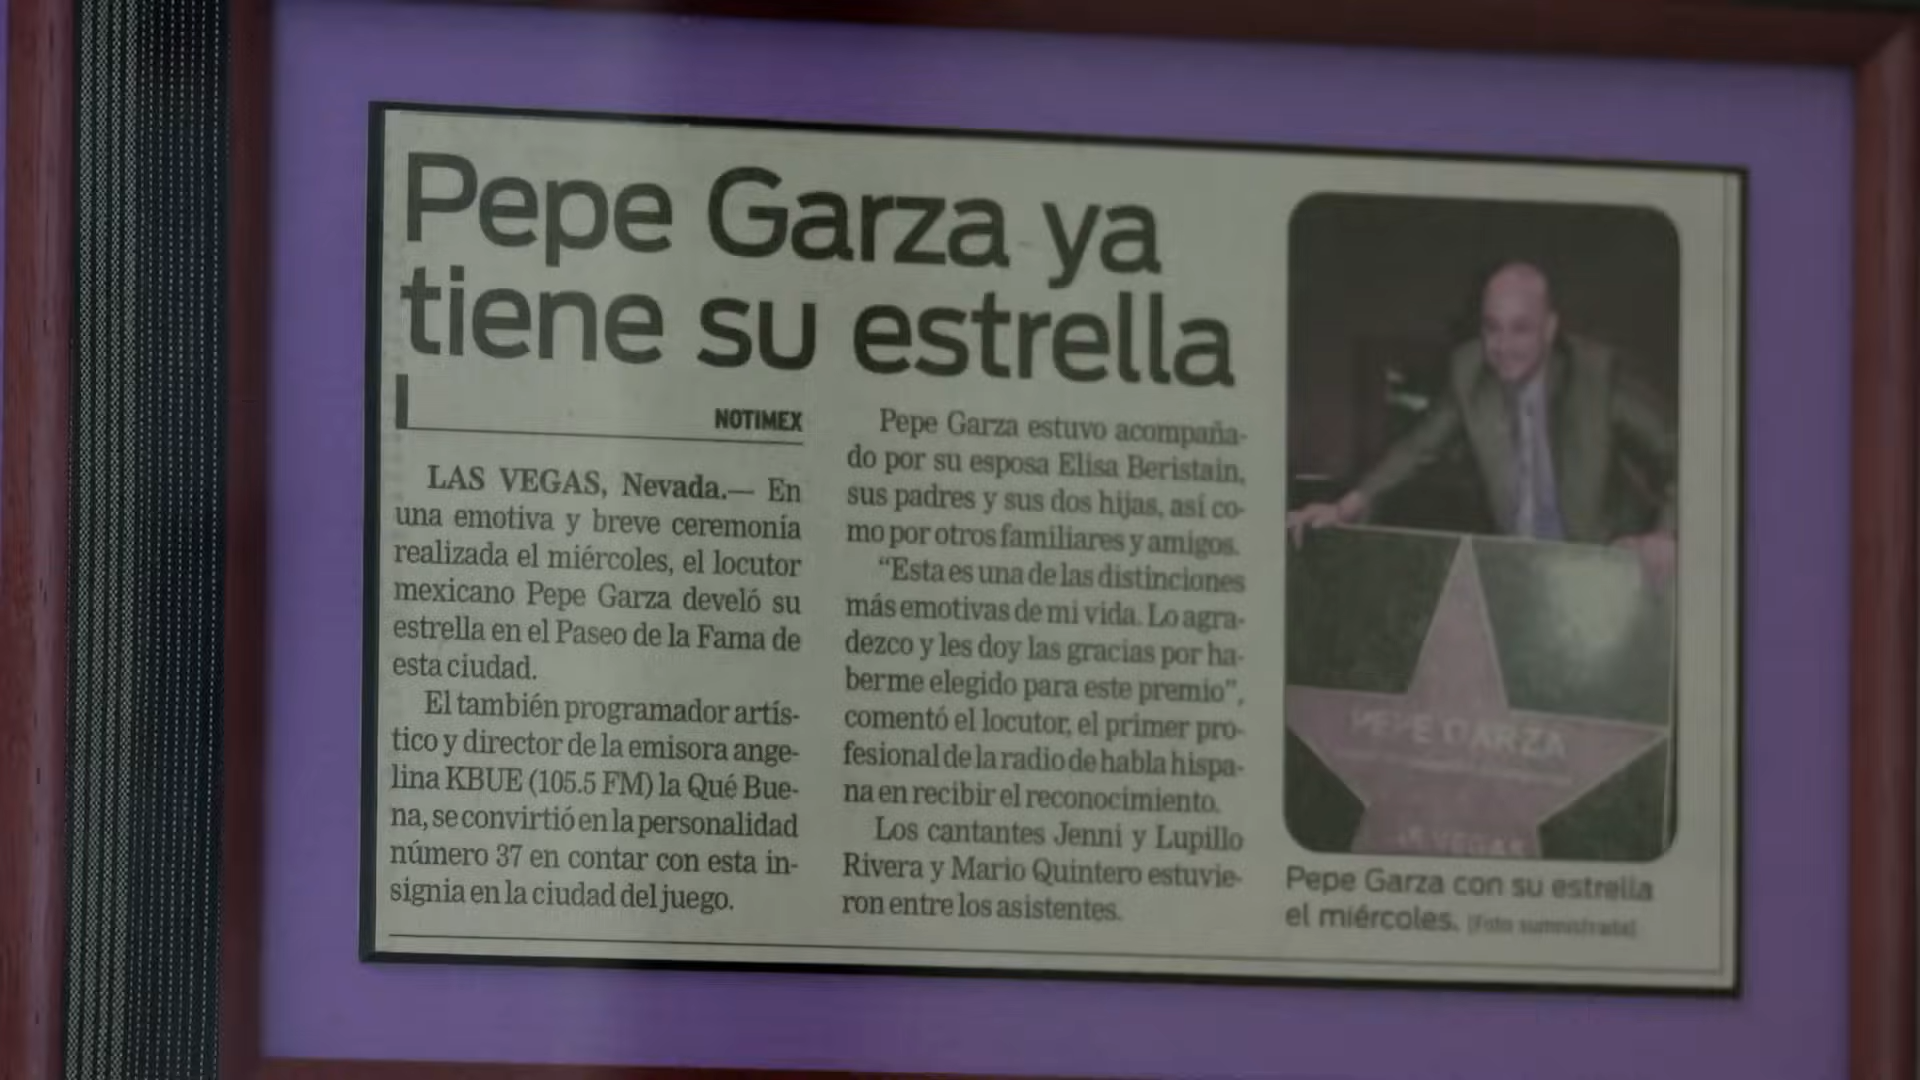 Pepe Garza ya
tiene su estrella
NOTIMEX
LAS VEGAS, Nevada.— En
una emotiva y breve ceremonia
realizada el miércoles, el locutor
mexicano Pepe Garza develó su
estrella en el Paseo de la Fama de
esta ciudad.
El también programador artís-
tico y director de la emisora ange-
lina KBUE (105.5 FM) la Qué Bue-
na, se convirtió en la personalidad
número 37 en contar con esta in-
signia en la ciudad del juego.
Pepe Garza estuvo acompaña-
do por su esposa Elisa Beristain,
sus padres y sus dos hijas, así co-
mo por otros familiares y amigos.
“Esta es una de las distinciones
más emotivas de mi vida. Lo agra-
dezco y les doy las gracias por ha-
berme elegido para este premio”,
comentó el locutor, el primer pro-
fesional de la radio de habla hispa-
na en recibir el reconocimiento.
Los cantantes Jenni y Lupillo
Rivera y Mario Quintero estuvie-
ron entre los asistentes.
PEPE GARZA
VEGAS
Pepe Garza con su estrella
el miércoles. (Foto suministrada)